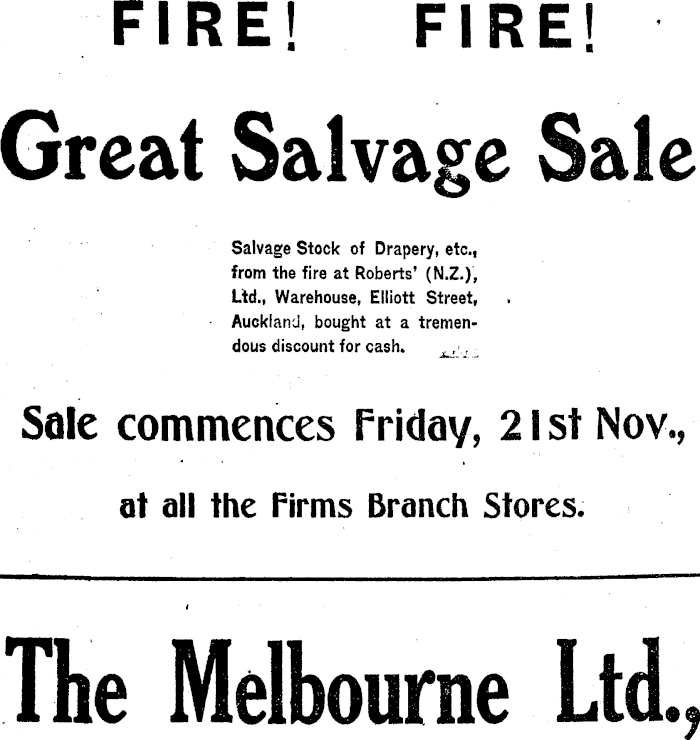 FIRE! FIRE!
Great Salvage Sale
Salvage Stock of Drapery, etc.,
from the fire at Roberts' (N.Z.),
Ltd., Warehouse, Elliott Street,
Auckland, bought at a tremen-
dous discount for cash.
Sale commences Friday, 21st Nov.,
at all the Firms Branch Stores.
The Melbourne Ltd.,